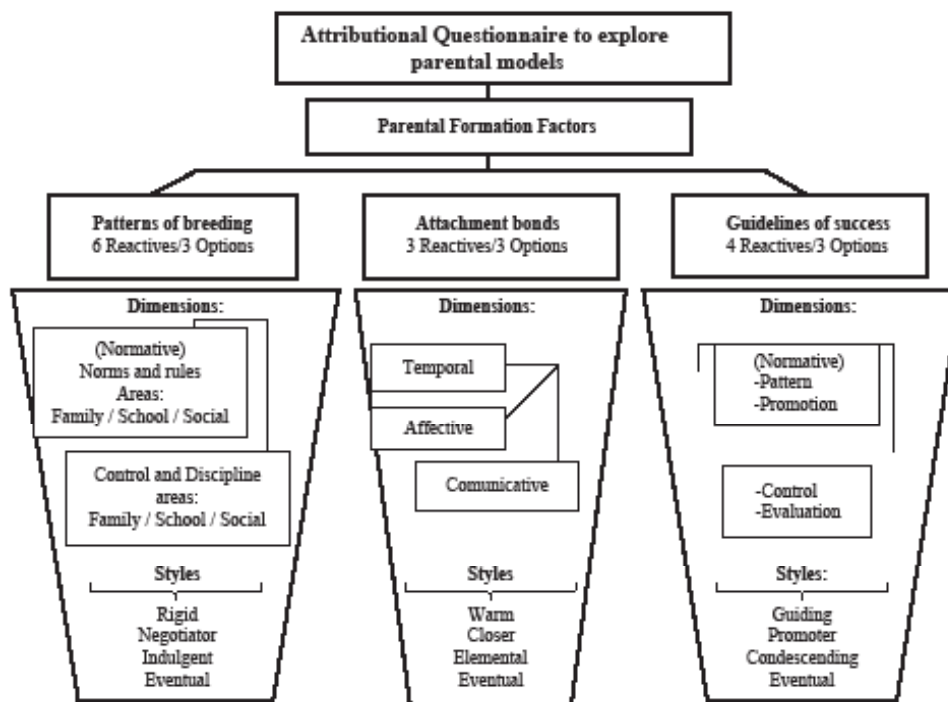 Attributional Questionnaire to explore
parental models
Parental Formation Factors
Patterns of breeding
6 Reactives/3 Options
Dimensions:
(Normative)
Norms and rules
Areas:
Family / School / Social
Control and Discipline
areas:
Family / School / Social
Styles
Rigid
Negotiator
Indulgent
Eventual
Attachment bonds
3 Reactives/3 Options
Dimensions:
Temporal
Affective
Comunicative
Styles
Warm
Closer
Elemental
Eventual
Guidelines of success
4 Reactives/3 Options
Dimensions:
(Normative)
-Pattern
-Promotion
-Control
-Evaluation
Styles:
Guiding
Promoter
Condescending
Eventual